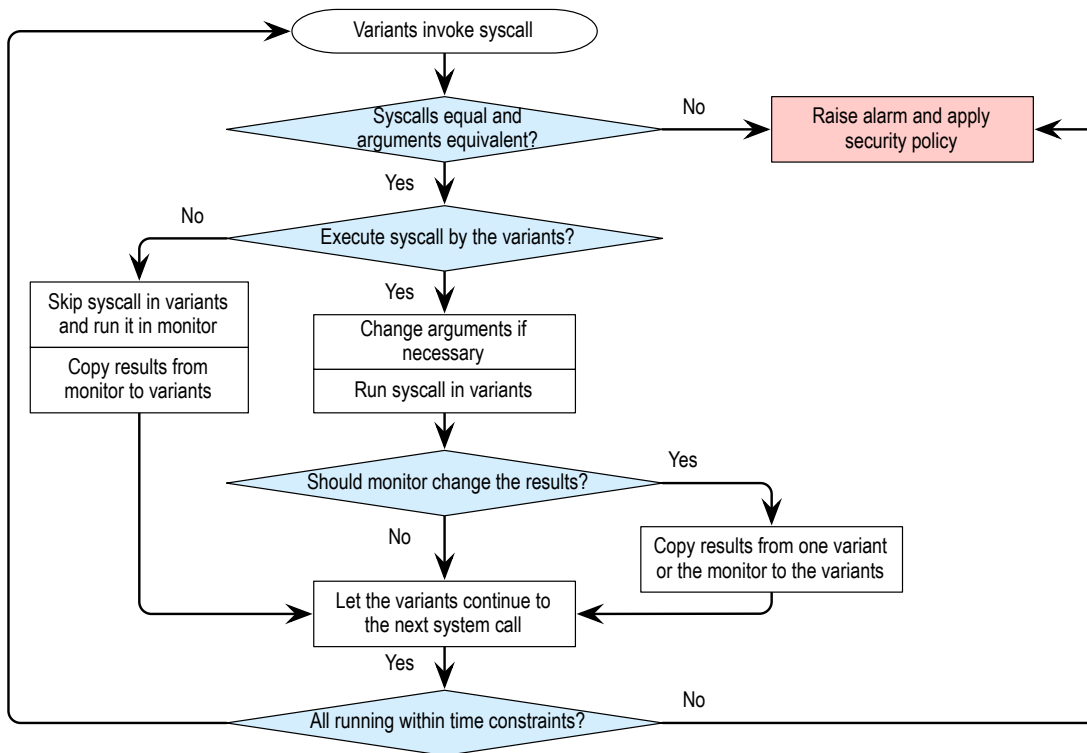 Variants invoke syscall
Syscalls equal and
arguments equivalent?
No
Raise alarm and apply
security policy
Yes
No
Execute syscall by the variants?
Yes
Skip syscall in variants
and run it in monitor
Copy results from
monitor to variants
Change arguments if
necessary
Run syscall in variants
Should monitor change the results?
Yes
No
Copy results from one variant
or the monitor to the variants
Let the variants continue to
the next system call
Yes
All running within time constraints?
No